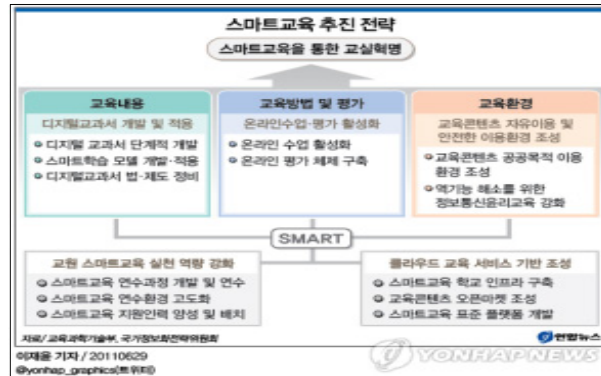 스마트교육 추진 전략
스마트교육을 통한 교실혁명
교육내용
디지털교과서 개발 및 적용
디지털 교과서 단계적 개발
스마트학습 모델 개발·적용
디지털교과서 법·제도 정비
교육방법 및 평가
온라인수업·평가 활성화
온라인 수업 활성화
온라인 평가 체제 구축
교육환경
교육콘텐츠 자유이용 및
안전한 이용환경 조성
교육콘텐츠 공공목적 이용
환경 조성
역기능 해소를 위한
정보통신윤리교육 강화
SMART
교원 스마트교육 실천 역량 강화
스마트교육 연수과정 개발 및 연수
스마트교육 연수환경 고도화
스마트교육 지원인력 양성 및 배치
클라우드 교육 서비스 기반 조성
스마트교육 학교 인프라 구축
교육콘텐츠 오픈마켓 조성
스마트교육 표준 플랫폼 개발
자료/교육과학기술부, 국가정보화전략위원회
연합뉴스
이재윤 기자 / 20110629
@yonhap_graphics(트위터)
YONHAP NEWS